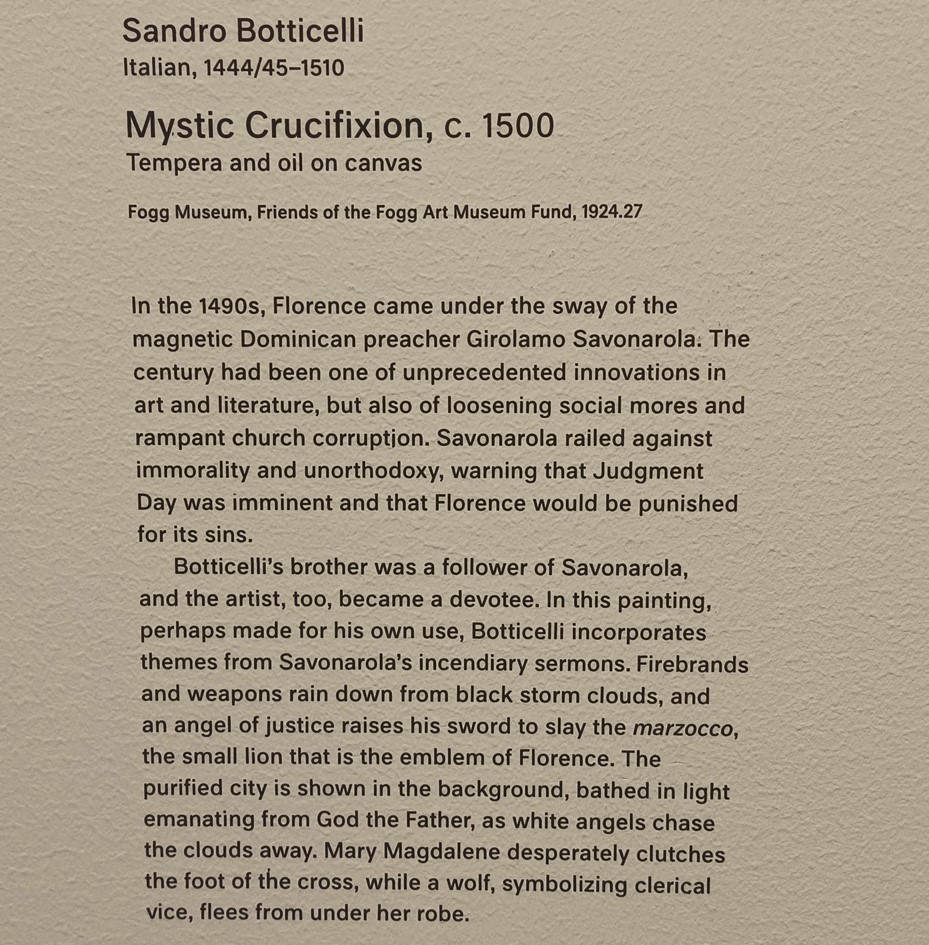 Sandro Botticelli
Italian, 1444/45–1510
Mystic Crucifixion, c. 1500
Tempera and oil on canvas
Fogg Museum, Friends of the Fogg Art Museum Fund, 1924.27
In the 1490s, Florence came under the sway of the
magnetic Dominican preacher Girolamo Savonarola. The
century had been one of unprecedented innovations in
art and literature, but also of loosening social mores and
rampant church corruption. Savonarola railed against
immorality and unorthodoxy, warning that Judgment
Day was imminent and that Florence would be punished
for its sins.
Botticelli’s brother was a follower of Savonarola,
and the artist, too, became a devotee. In this painting,
perhaps made for his own use, Botticelli incorporates
themes from Savonarola’s incendiary sermons. Firebrands
and weapons rain down from black storm clouds, and
an angel of justice raises his sword to slay the marzocco,
the small lion that is the emblem of Florence. The
purified city is shown in the background, bathed in light
emanating from God the Father, as white angels chase
the clouds away. Mary Magdalene desperately clutches
the foot of the cross, while a wolf, symbolizing clerical
vice, flees from under her robe.